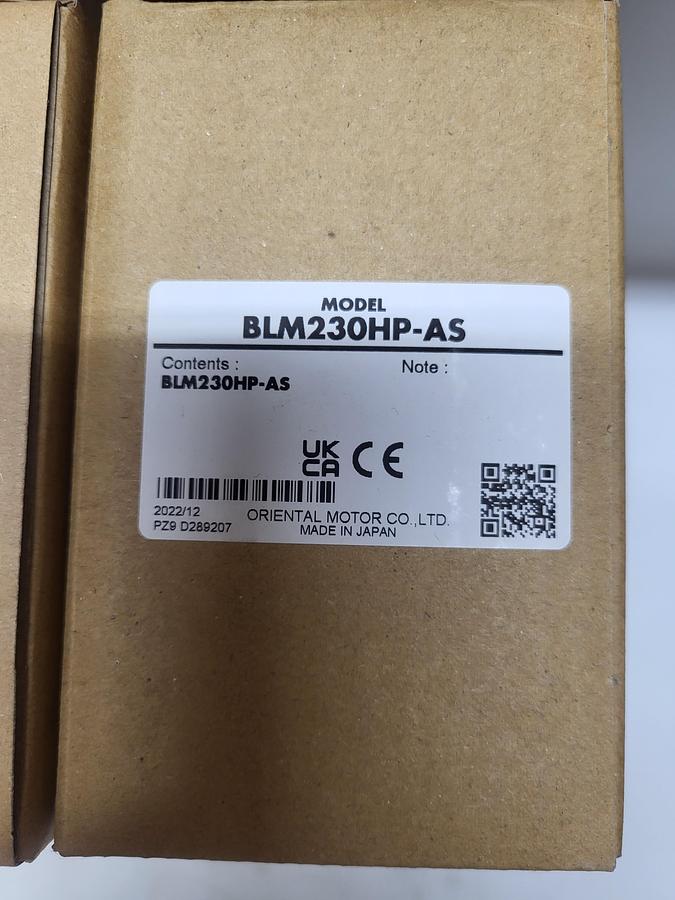 MODEL
BLM230HP-AS
Contents :
Note :
BLM230HP-AS
UK
CA
CE
2022/12
PZ9 D289207
ORIENTAL MOTOR CO.,LTD.
MADE IN JAPAN